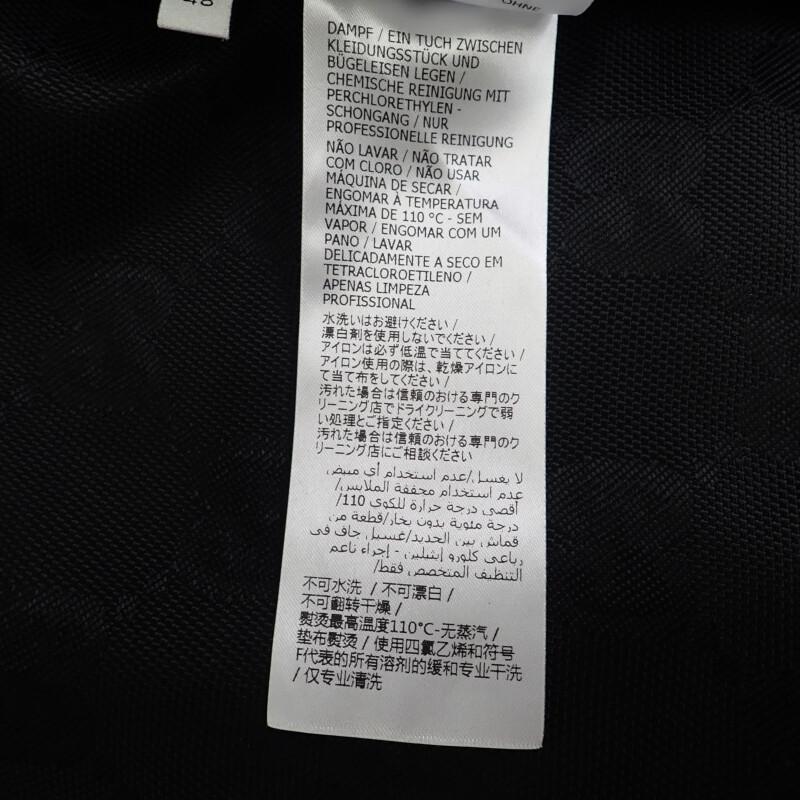 48
OHNE
DAMPF / EIN TUCH ZWISCHEN
KLEIDUNGSSTÜCK UND
BÜGELEISEN LEGEN /
CHEMISCHE REINIGUNG MIT
PERCHLORETHYLEN -
SCHONGANG / NUR
PROFESSIONELLE REINIGUNG
NÃO LAVAR / NÃO TRATAR
COM CLORO / NÃO USAR
MÁQUINA DE SECAR /
ENGOMAR À TEMPERATURA
MÁXIMA DE 110 °C - SEM
VAPOR / ENGOMAR COM UM
PANO / LAVAR
DELICADAMENTE A SECO EM
TETRACLOROETILENO /
APENAS LIMPEZA
PROFISSIONAL
水洗いはお避けください /
漂白剤を使用しないでください /
アイロンは必ず低温で当ててください /
アイロン使用の際は、乾燥アイロンに
て当て布をしてください /
汚れた場合は信頼のおける専門のク
リーニング店でドライクリーニングで弱
い処理とご指定ください /
汚れた場合は信頼のおける専門のク
リーニング店にご相談ください
لا يغسل/عدم استخدام أي مبيض
عدم استخدام مجففة الملابس/
أقصى درجة حرارة للكوي 110/
درجة مئوية بدون بخار/قطعة من
قماش بين الحديد/غسيل جاف في
رباعي كلورو إيثيلين - إجراء ناعم
التنظيف المتخصص فقط/
不可水洗 / 不可漂白 /
不可翻转干燥 /
熨烫最高温度110°C-无蒸汽 /
垫布熨烫 / 使用四氯乙烯和符号
F代表的所有溶剂的缓和专业干洗
/ 仅专业清洗